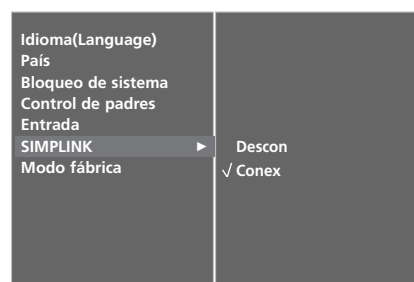 Idioma(Language)
País
Bloqueo de sistema
Control de padres
Entrada
SIMPLINK
Modo fábrica
Descon
Conex